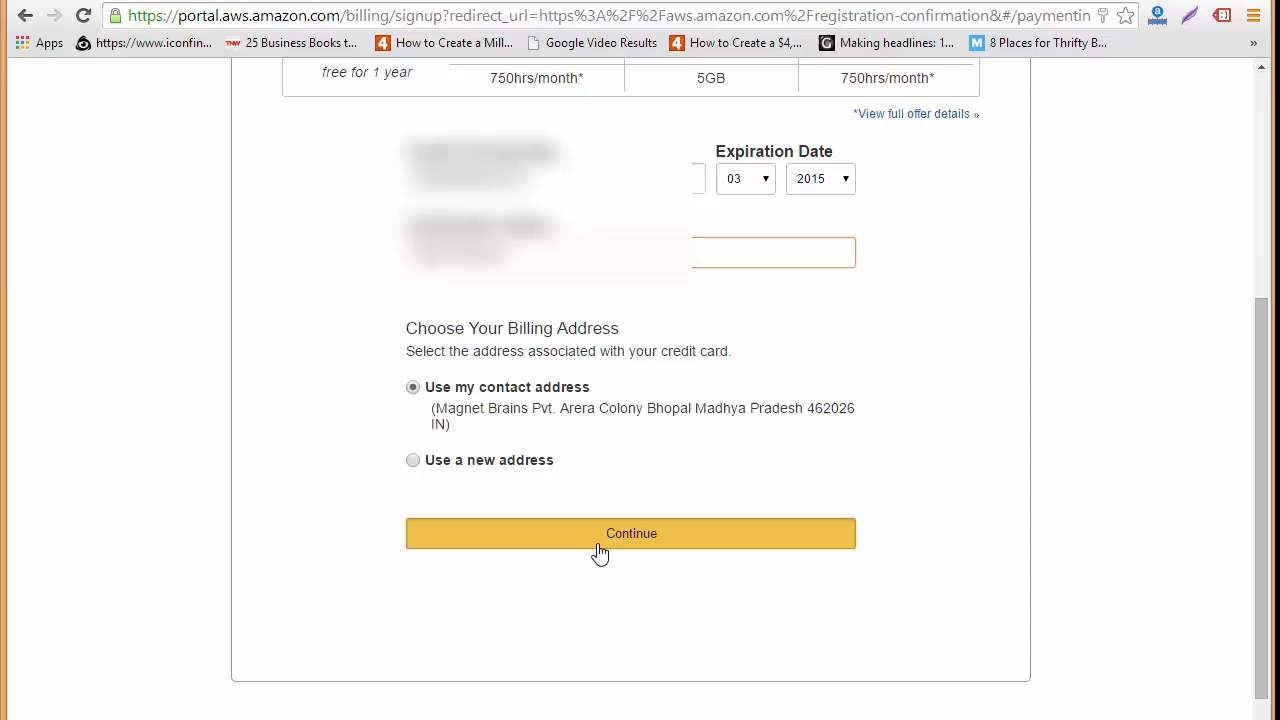 https://portal.aws.amazon.com/billing/signup?redirect_url=https%3A%2F%2Faws.amazon.com%2Fregistration-confirmation&#/paymentin
Apps https://www.iconfin... TNW 25 Business Books t... 4 How to Create a Mill... Google Video Results 4 How to Create a $4,... G Making headlines: 1... M 8 Places for Thrifty B... »
free for 1 year 750hrs/month* 5GB 750hrs/month*
*View full offer details »
Expiration Date
03 2015
Choose Your Billing Address
Select the address associated with your credit card.
Use my contact address
(Magnet Brains Pvt. Arera Colony Bhopal Madhya Pradesh 462026
IN)
Use a new address
Continue